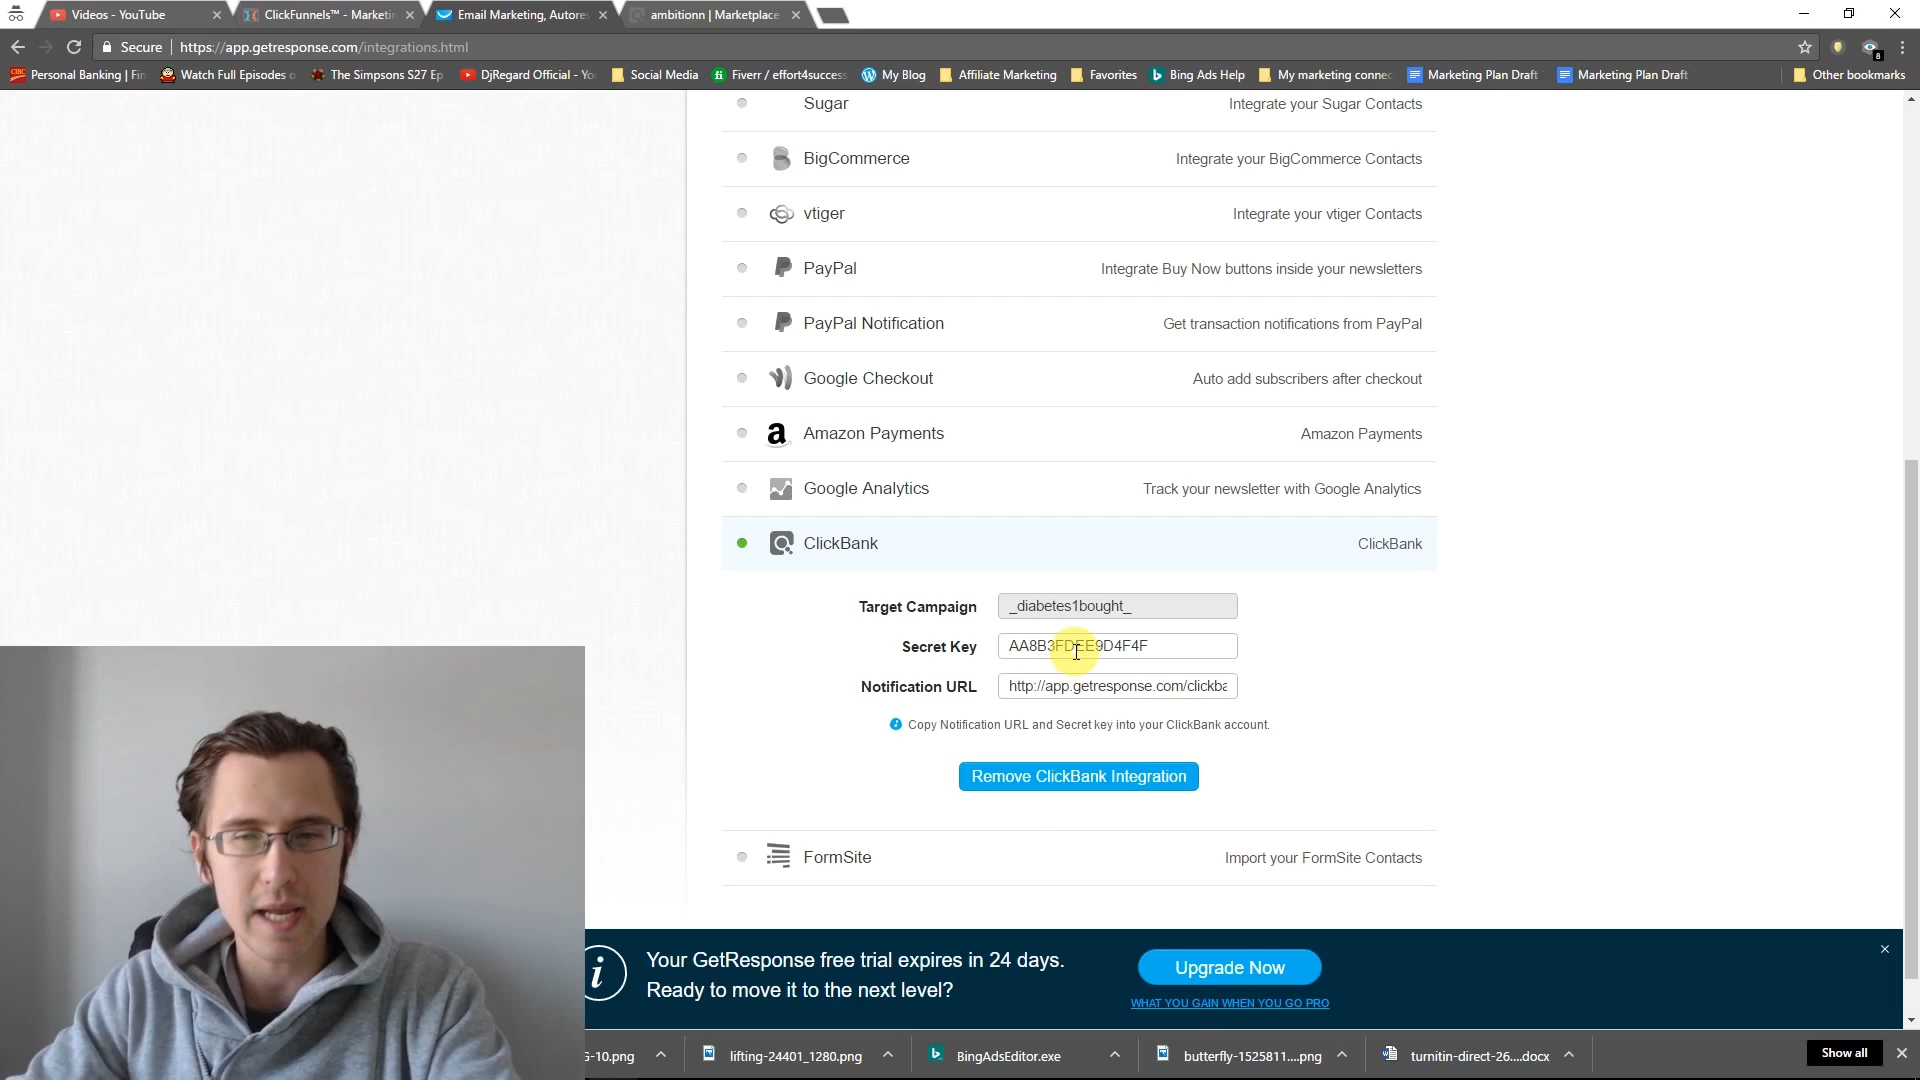 Videos - YouTube
ClickFunnels™ - Marketin
Email Marketing, Autores
ambitionn | Marketplace
Secure
https://app.getresponse.com/integrations.html
8
CIBC
Personal Banking | Fin
Watch Full Episodes o
The Simpsons S27 Ep
DjRegard Official - Yo
Social Media
Fiverr / effort4success
My Blog
Affiliate Marketing
Favorites
Bing Ads Help
My marketing connec
Marketing Plan Draft
Marketing Plan Draft
Other bookmarks
Sugar
Integrate your Sugar Contacts
BigCommerce
Integrate your BigCommerce Contacts
vtiger
Integrate your vtiger Contacts
PayPal
Integrate Buy Now buttons inside your newsletters
PayPal Notification
Get transaction notifications from PayPal
Google Checkout
Auto add subscribers after checkout
Amazon Payments
Amazon Payments
Google Analytics
Track your newsletter with Google Analytics
ClickBank
ClickBank
Target Campaign
_diabetes1bought_
Secret Key
AA8B3FDEE9D4F4F
Notification URL
http://app.getresponse.com/clickba
Copy Notification URL and Secret key into your ClickBank account.
Remove ClickBank Integration
FormSite
Import your FormSite Contacts
Your GetResponse free trial expires in 24 days.
Ready to move it to the next level?
Upgrade Now
WHAT YOU GAIN WHEN YOU GO PRO
G-10.png
lifting-24401_1280.png
BingAdsEditor.exe
butterfly-1525811....png
turnitin-direct-26....docx
Show all